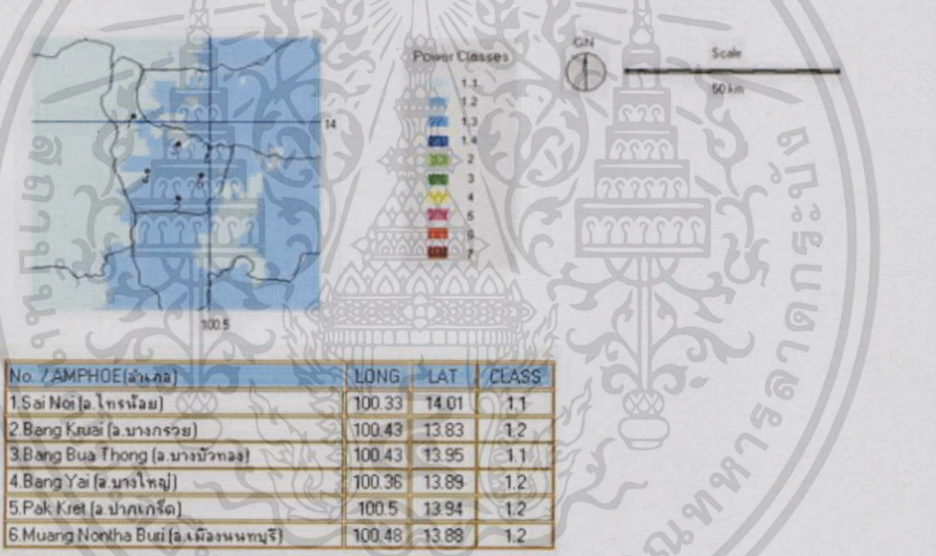 GN
Scale
50 km
Power Classes
1.1
1.2
1.3
1.4
2
3
4
5
6
7
14
100.5
No. / AMPHOE(อำเภอ) LONG LAT CLASS
1.Sai Noi (อ.ไทรน้อย) 100.33 14.01 1.1
2.Bang Kruai (อ.บางกรวย) 100.43 13.83 1.2
3.Bang Bua Thong (อ.บางบัวทอง) 100.43 13.95 1.1
4.Bang Yai (อ.บางใหญ่) 100.36 13.89 1.2
5.Pak Kret (อ.ปากเกร็ด) 100.5 13.94 1.2
6.Muang Nontha Buri (อ.เมืองนนทบุรี) 100.48 13.88 1.2